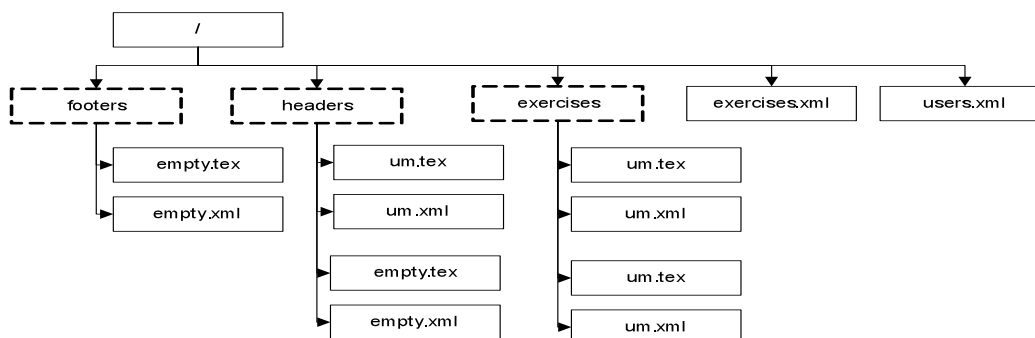 /
footers
headers
exercises
exercises.xml
users.xml
empty.tex
empty.xml
um.tex
um.xml
empty.tex
empty.xml
um.tex
um.xml
um.tex
um.xml